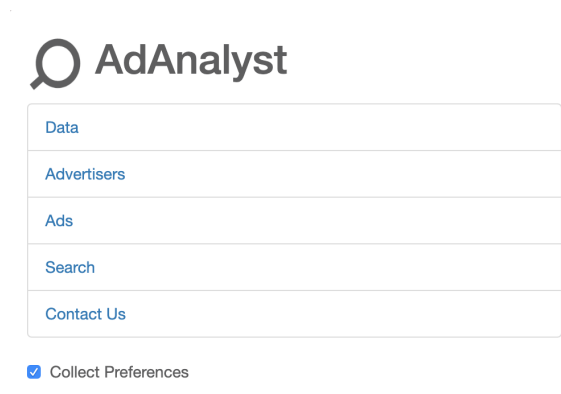 AdAnalyst
Data
Advertisers
Ads
Search
Contact Us
Collect Preferences